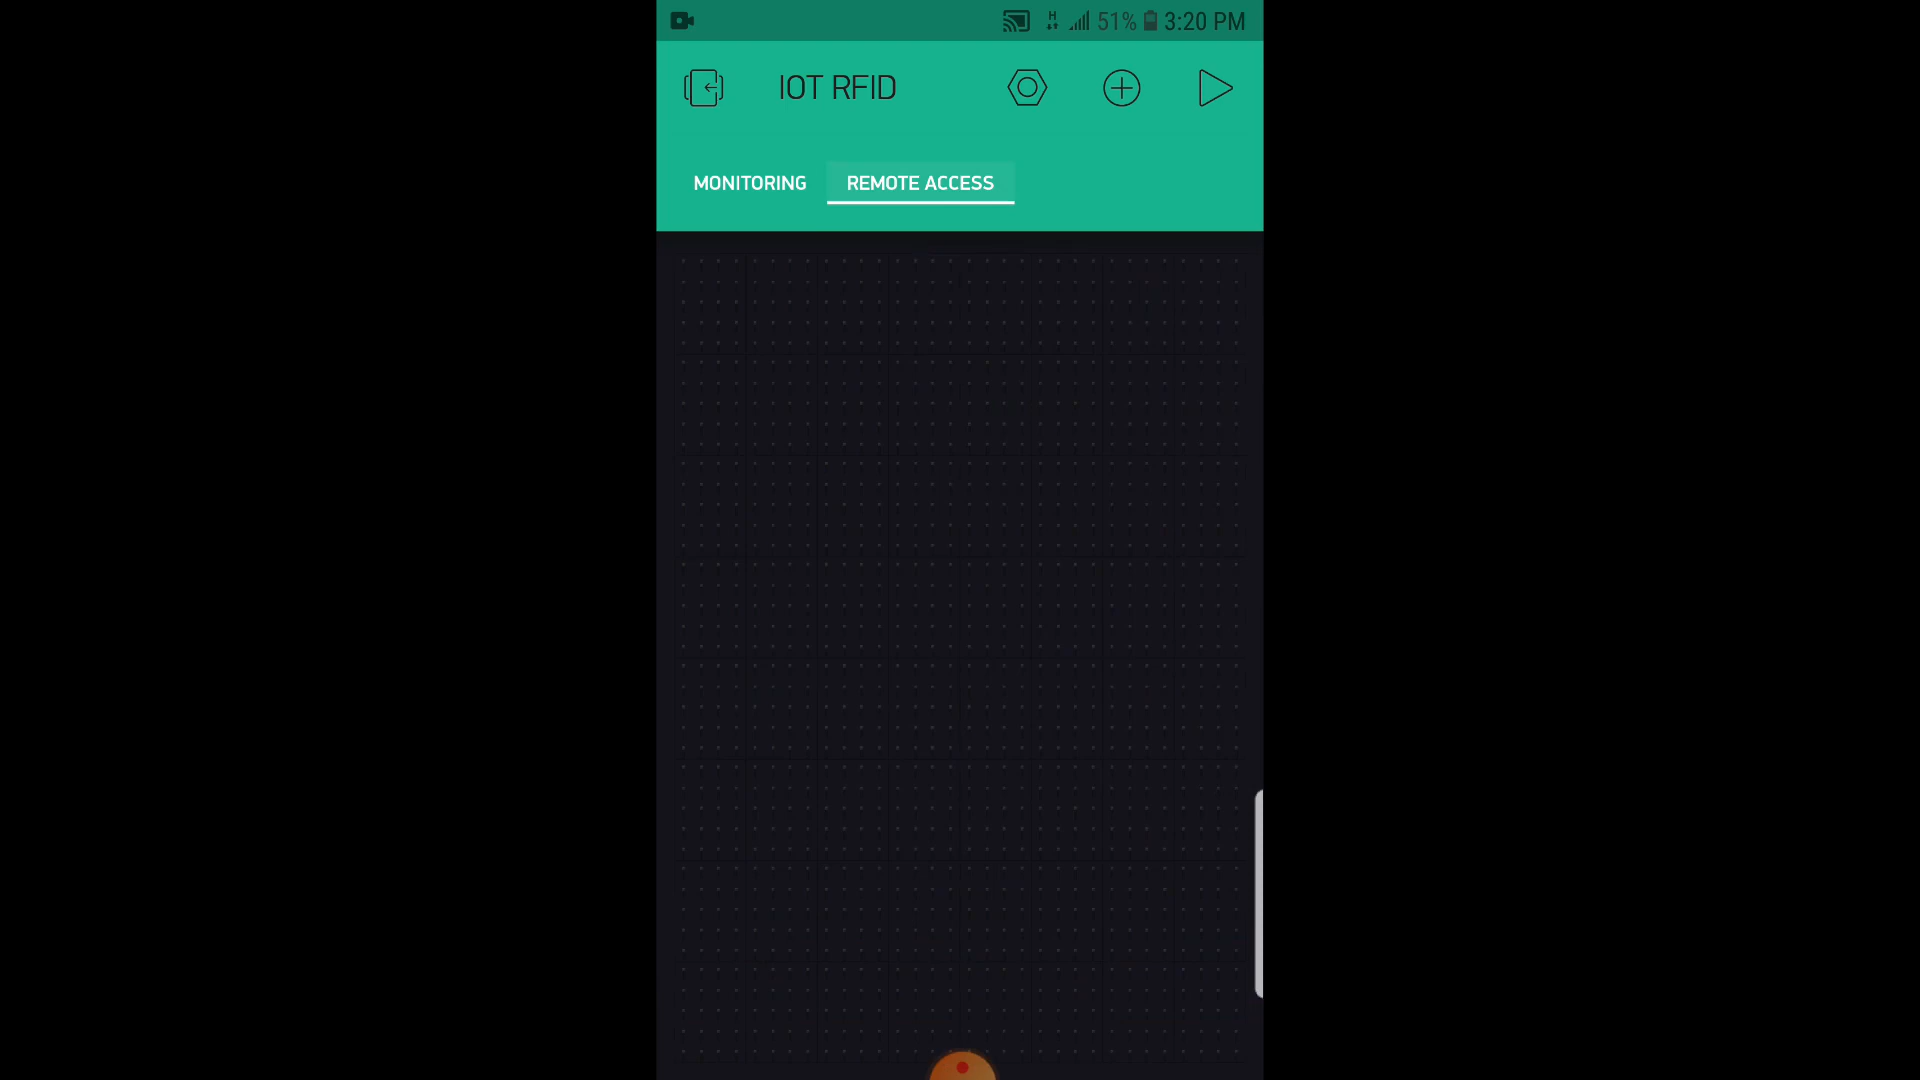 H 51% 3:20 PM
IOT RFID
MONITORING REMOTE ACCESS